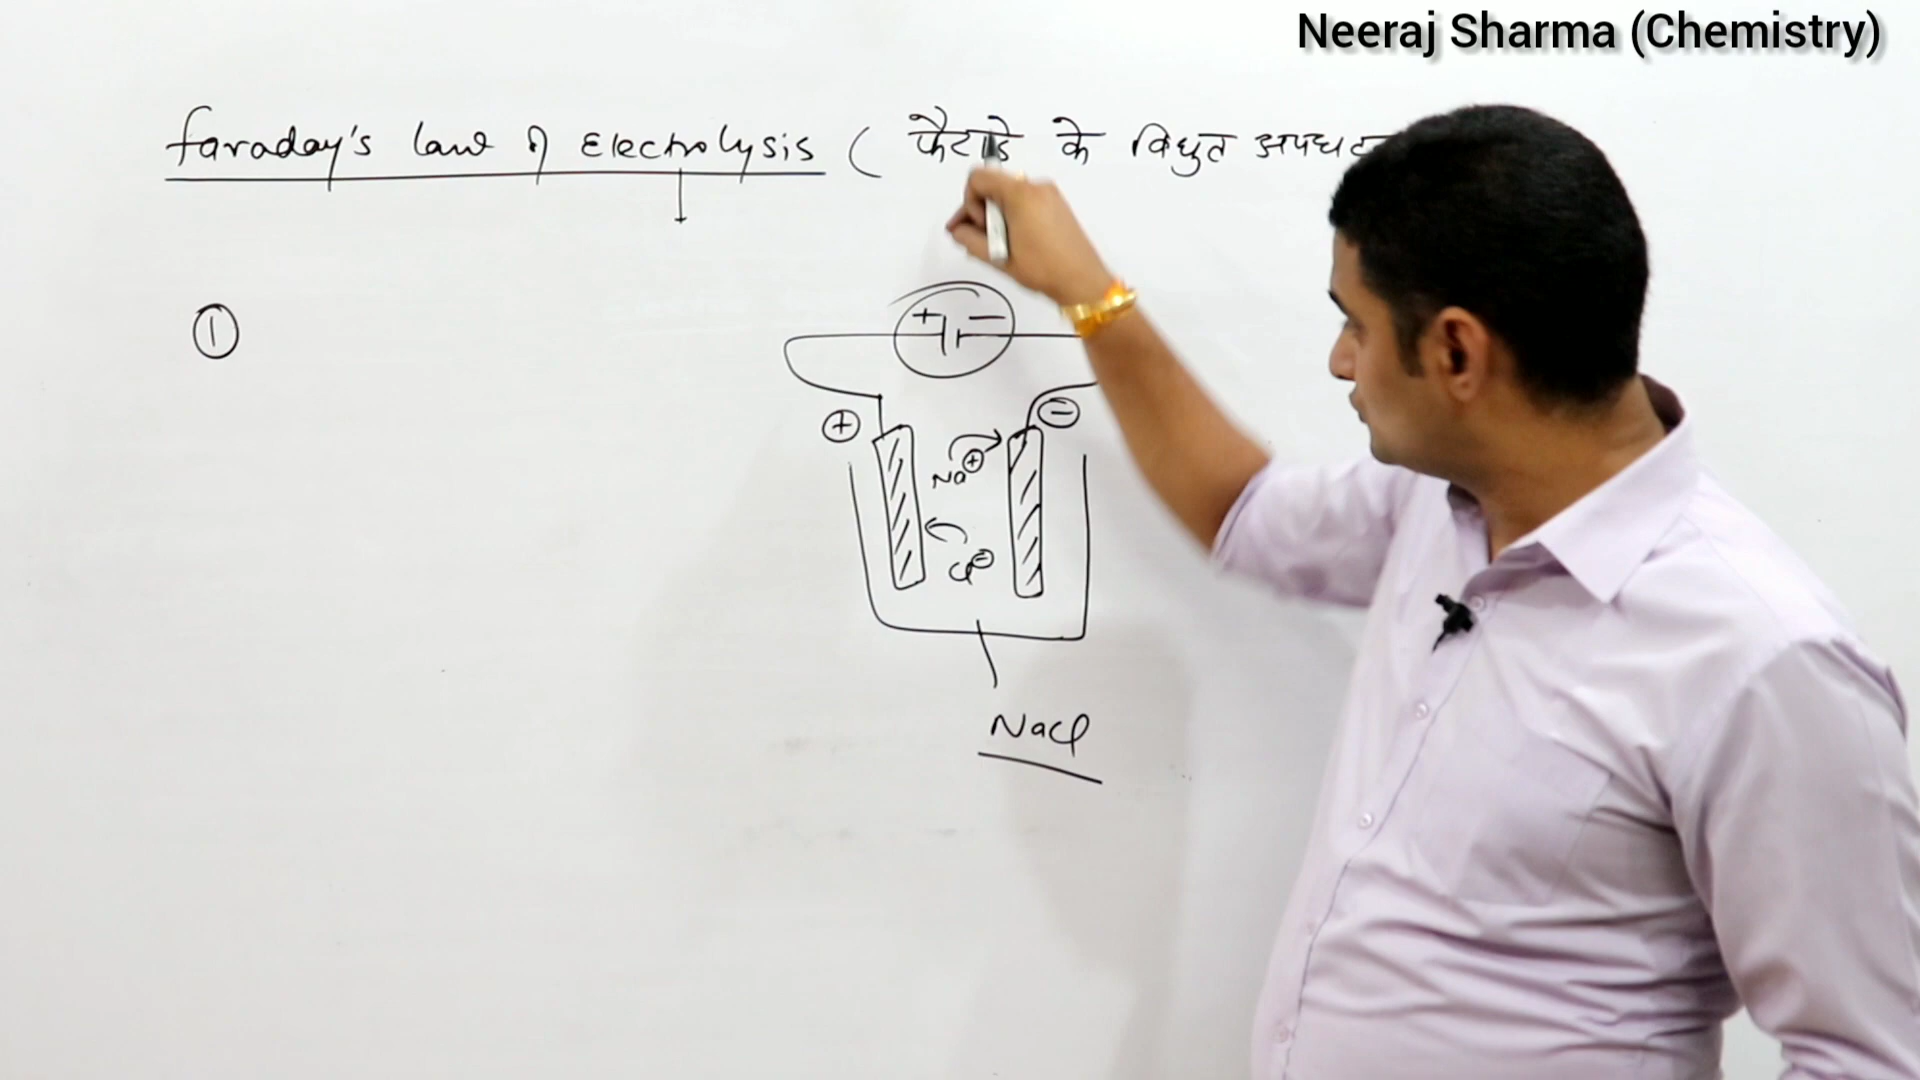 Neeraj Sharma (Chemistry)
faraday's law of Electrolysis ( फैराडे के विधुत अपघट
①
+ −
+ −
Na⊕
Cl⊖
NaCl